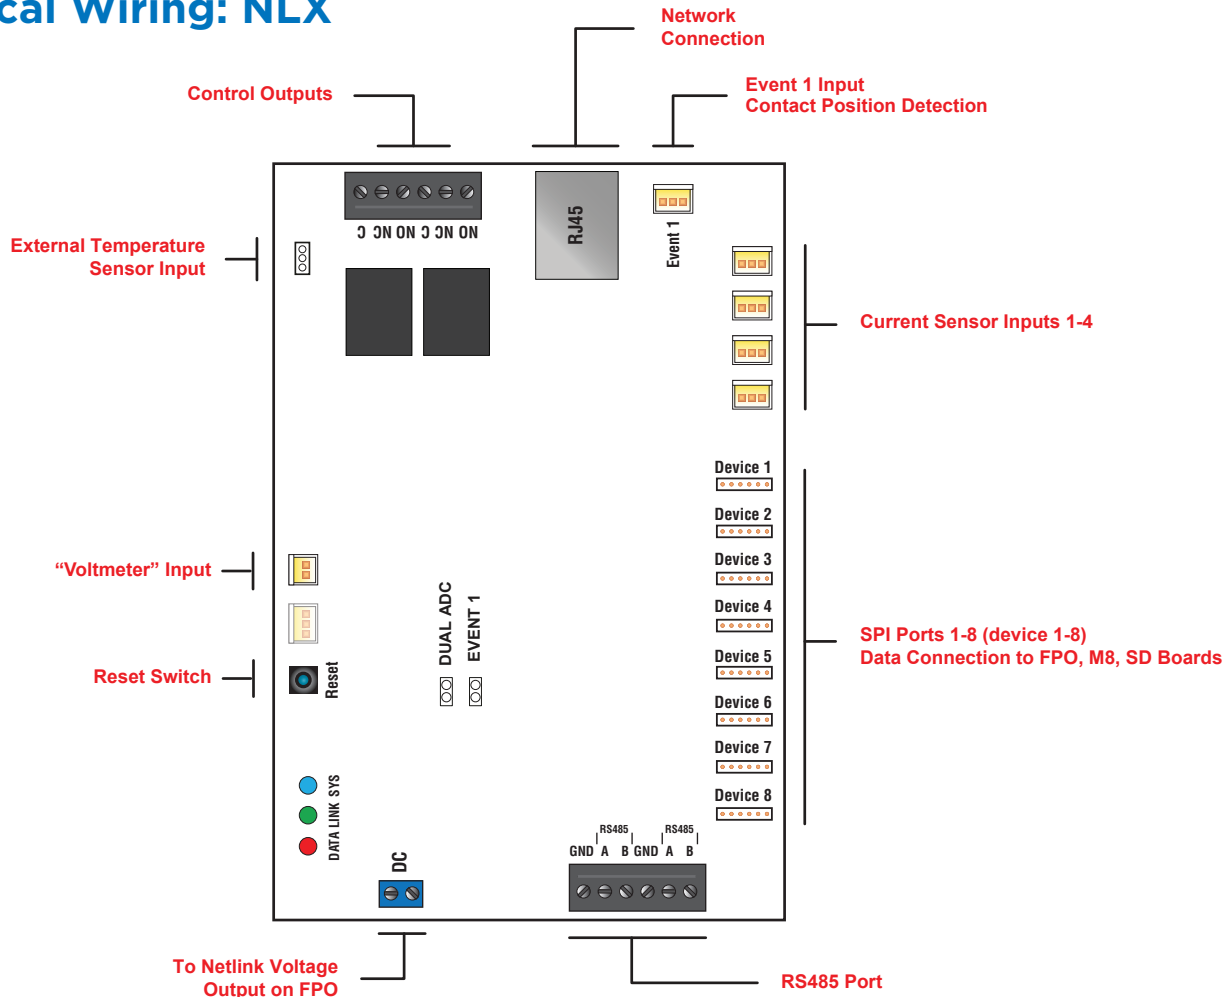 cal Wiring: NLX
Network
Connection
Control Outputs
Event 1 Input
Contact Position Detection
C NC NO C NC NO
RJ45
Event 1
External Temperature
Sensor Input
Current Sensor Inputs 1-4
Device 1
Device 2
Device 3
Device 4
Device 5
Device 6
Device 7
Device 8
"Voltmeter" Input
DUAL ADC
EVENT 1
SPI Ports 1-8 (device 1-8)
Data Connection to FPO, M8, SD Boards
Reset Switch
Reset
DATA LINK SYS
DC
RS485 RS485
GND A B GND A B
To Netlink Voltage
Output on FPO
RS485 Port